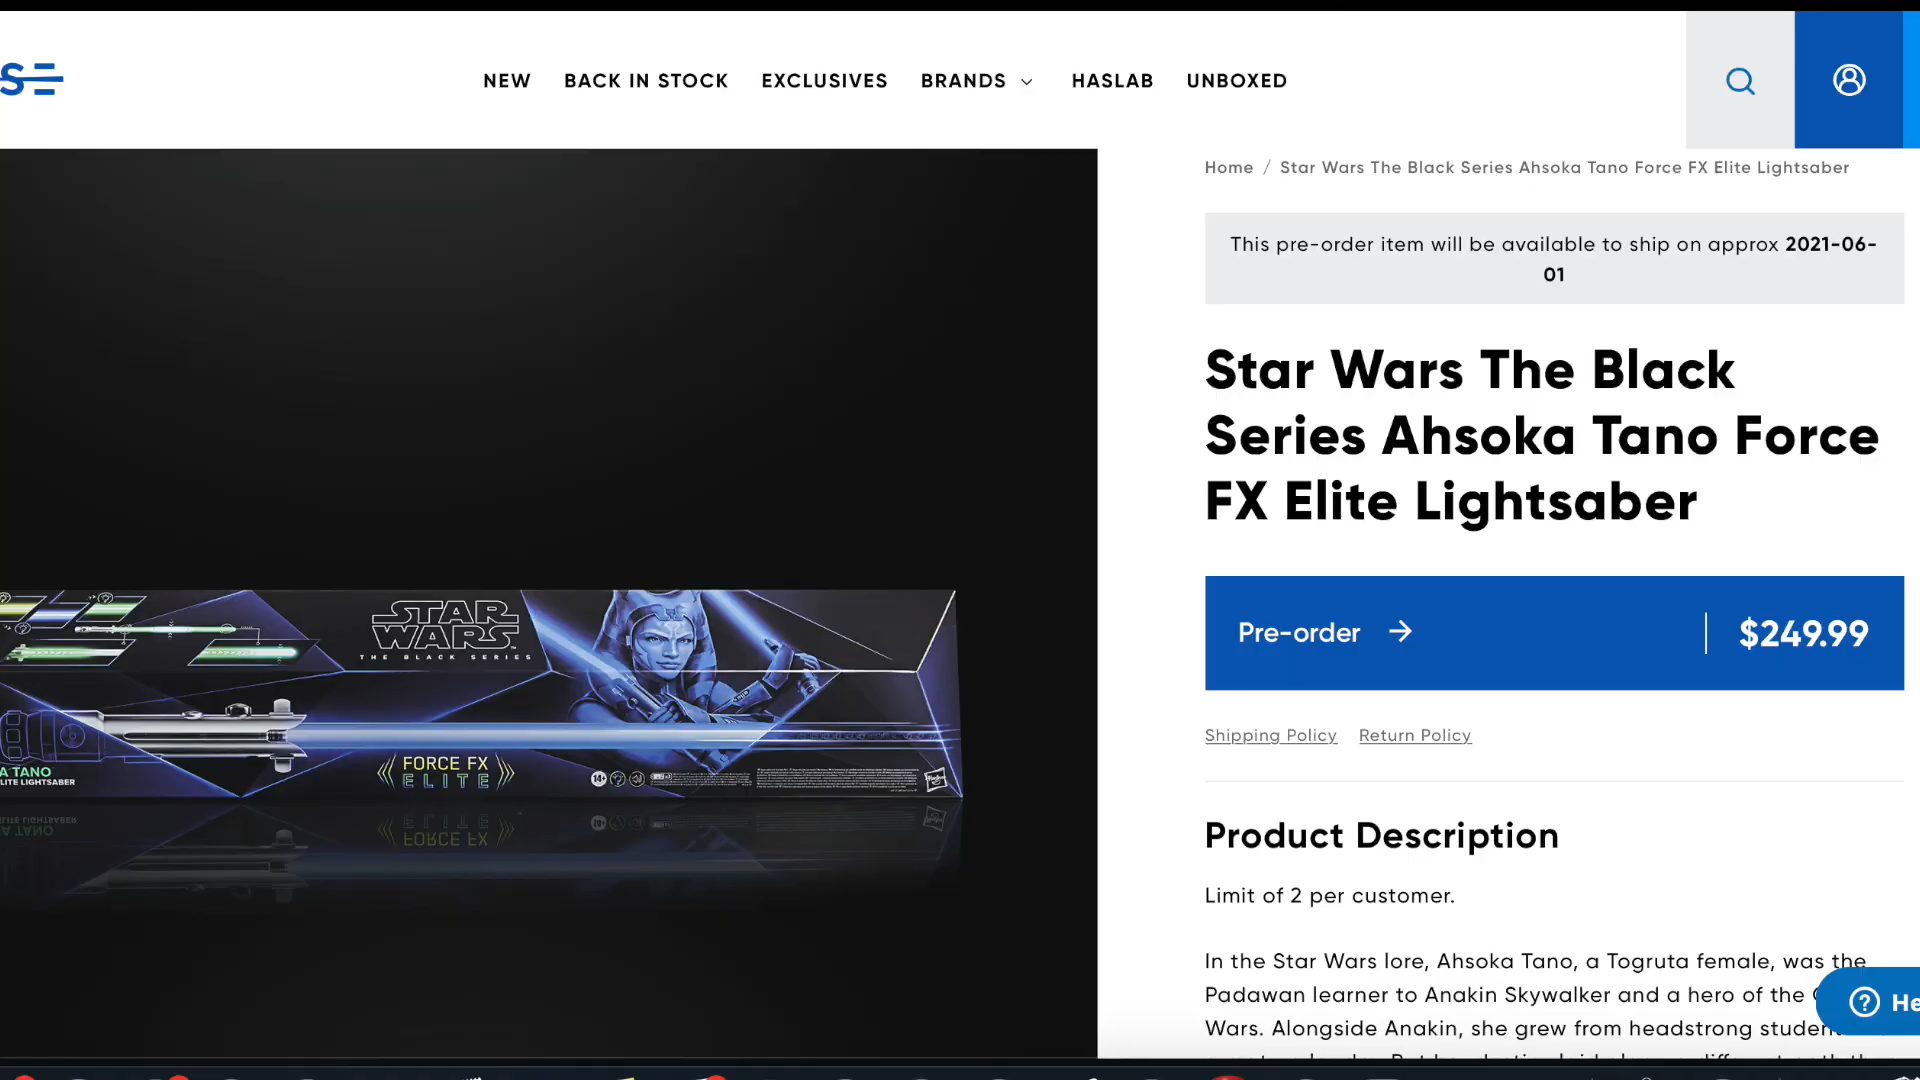 SE
NEW BACK IN STOCK EXCLUSIVES BRANDS HASLAB UNBOXED
Home / Star Wars The Black Series Ahsoka Tano Force FX Elite Lightsaber
This pre-order item will be available to ship on approx 2021-06-
01
Star Wars The Black
Series Ahsoka Tano Force
FX Elite Lightsaber
Pre-order $249.99
Shipping Policy Return Policy
Product Description
Limit of 2 per customer.
In the Star Wars lore, Ahsoka Tano, a Togruta female, was the
Padawan learner to Anakin Skywalker and a hero of the
Wars. Alongside Anakin, she grew from headstrong student
He
STAR
WARS
THE BLACK SERIES
A TANO
LITE LIGHTSABER
FORCE FX
ELITE
14+
Hasbro